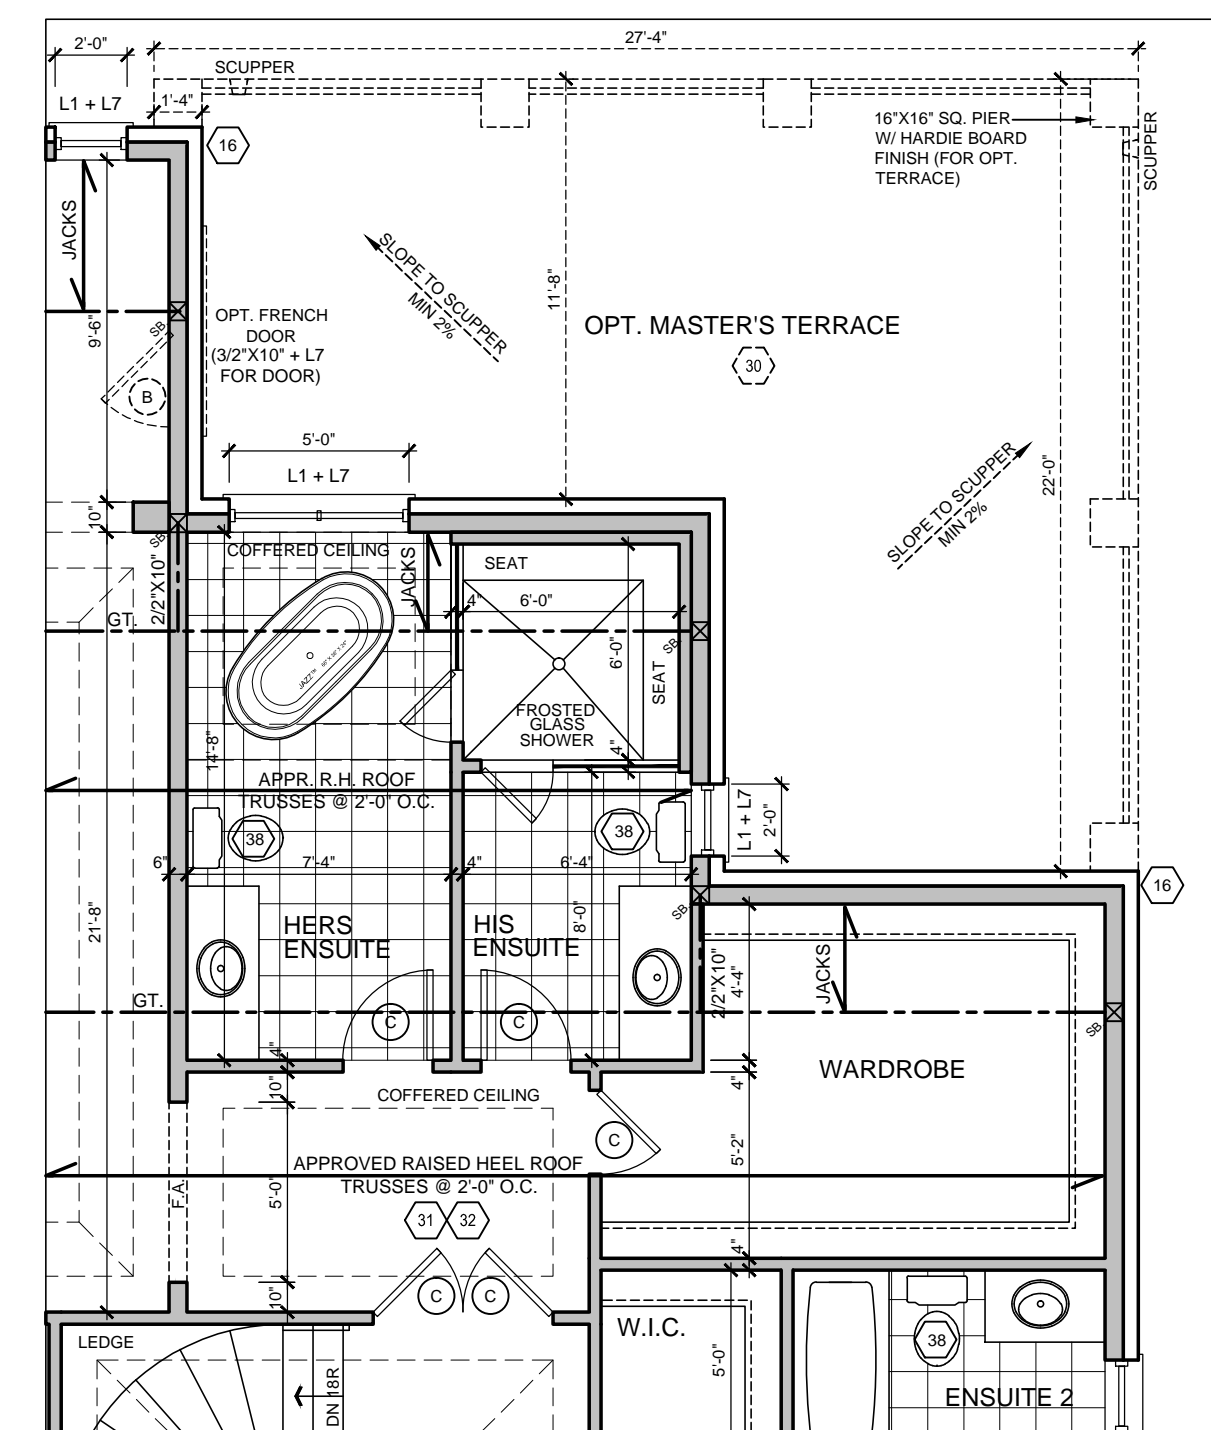 2'-0"
27'-4"
SCUPPER
L1 + L7
1'-4"
16
16"X16" SQ. PIER
W/ HARDIE BOARD
FINISH (FOR OPT.
TERRACE)
SCUPPER
JACKS
SLOPE TO SCUPPER
MIN 2%
11'-8"
OPT. MASTER'S TERRACE
30
9'-6"
SB.
OPT. FRENCH
DOOR
(3/2"X10" + L7
FOR DOOR)
B
5'-0"
L1 + L7
22'-0"
SLOPE TO SCUPPER
MIN 2%
10"
SB.
COFFERED CEILING
JACKS
SEAT
2/2"X10"
GT.
4"
6'-0"
6'-0"
SB.
SEAT
JAZZ™
FROSTED
GLASS
SHOWER
4"
14'-8"
APPR. R.H. ROOF
TRUSSES @ 2'-0" O.C.
38
38
L1 + L7
2'-0"
6"
7'-4"
4"
6'-4"
16
21'-8"
HERS
ENSUITE
HIS
ENSUITE
8'-0"
SB.
2/2"X10"
4'-4"
JACKS
GT.
C
C
SB.
4"
WARDROBE
10"
COFFERED CEILING
4"
C
5'-2"
APPROVED RAISED HEEL ROOF
TRUSSES @ 2'-0" O.C.
F.A.
5'-0"
31
32
4"
10"
C
C
LEDGE
W.I.C.
38
5'-0"
DN 18R
ENSUITE 2